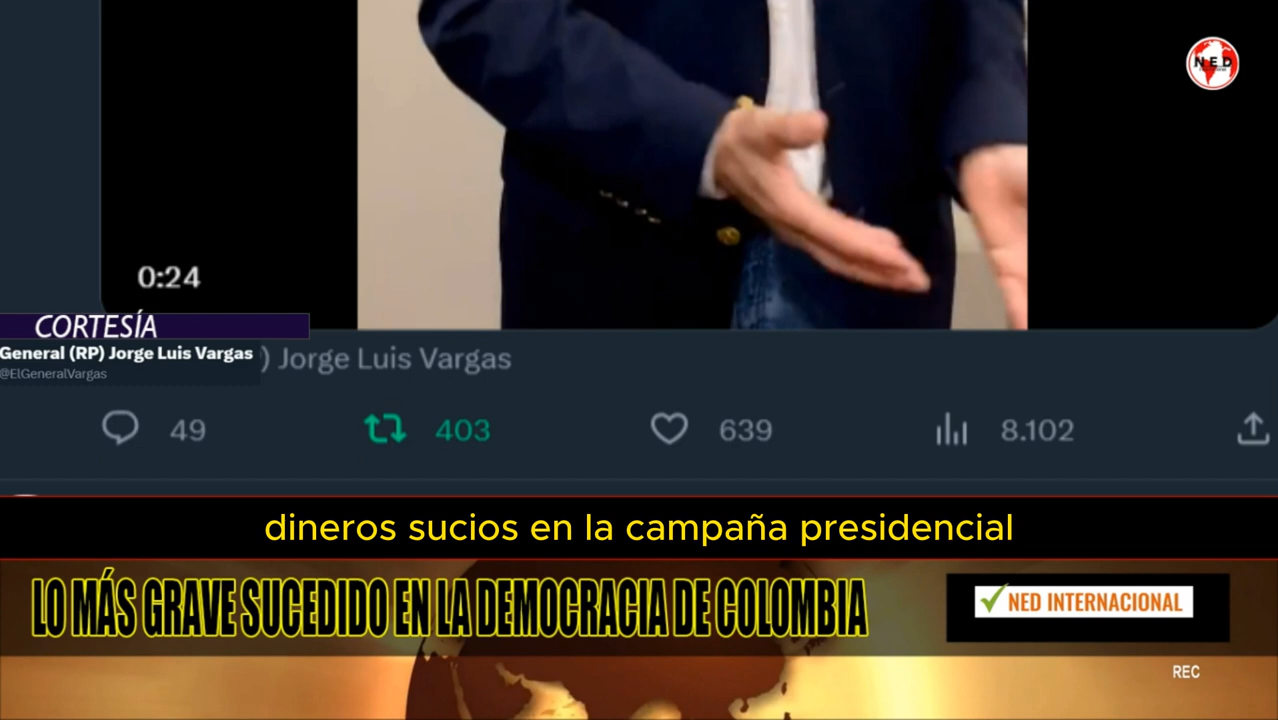 NED
0:24
CORTESÍA
General (RP) Jorge Luis Vargas
) Jorge Luis Vargas
@ElGeneralVargas
49
403
639
8.102
dineros sucios en la campaña presidencial
LO MÁS GRAVE SUCEDIDO EN LA DEMOCRACIA DE COLOMBIA
NED INTERNACIONAL
REC